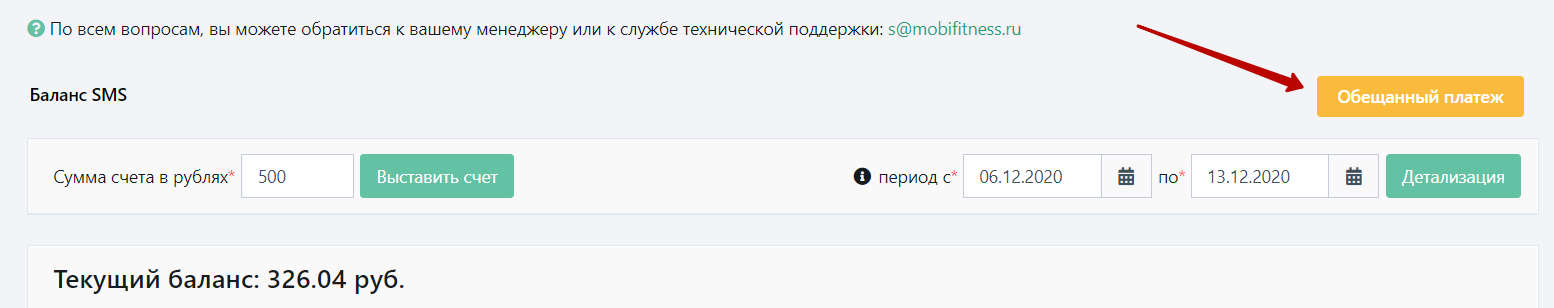 По всем вопросам, вы можете обратиться к вашему менеджеру или к службе технической поддержки: s@mobifitness.ru
Баланс SMS
Обещанный платеж
Сумма счета в рублях* 500 Выставить счет период с* 06.12.2020 по* 13.12.2020 Детализация
Текущий баланс: 326.04 руб.